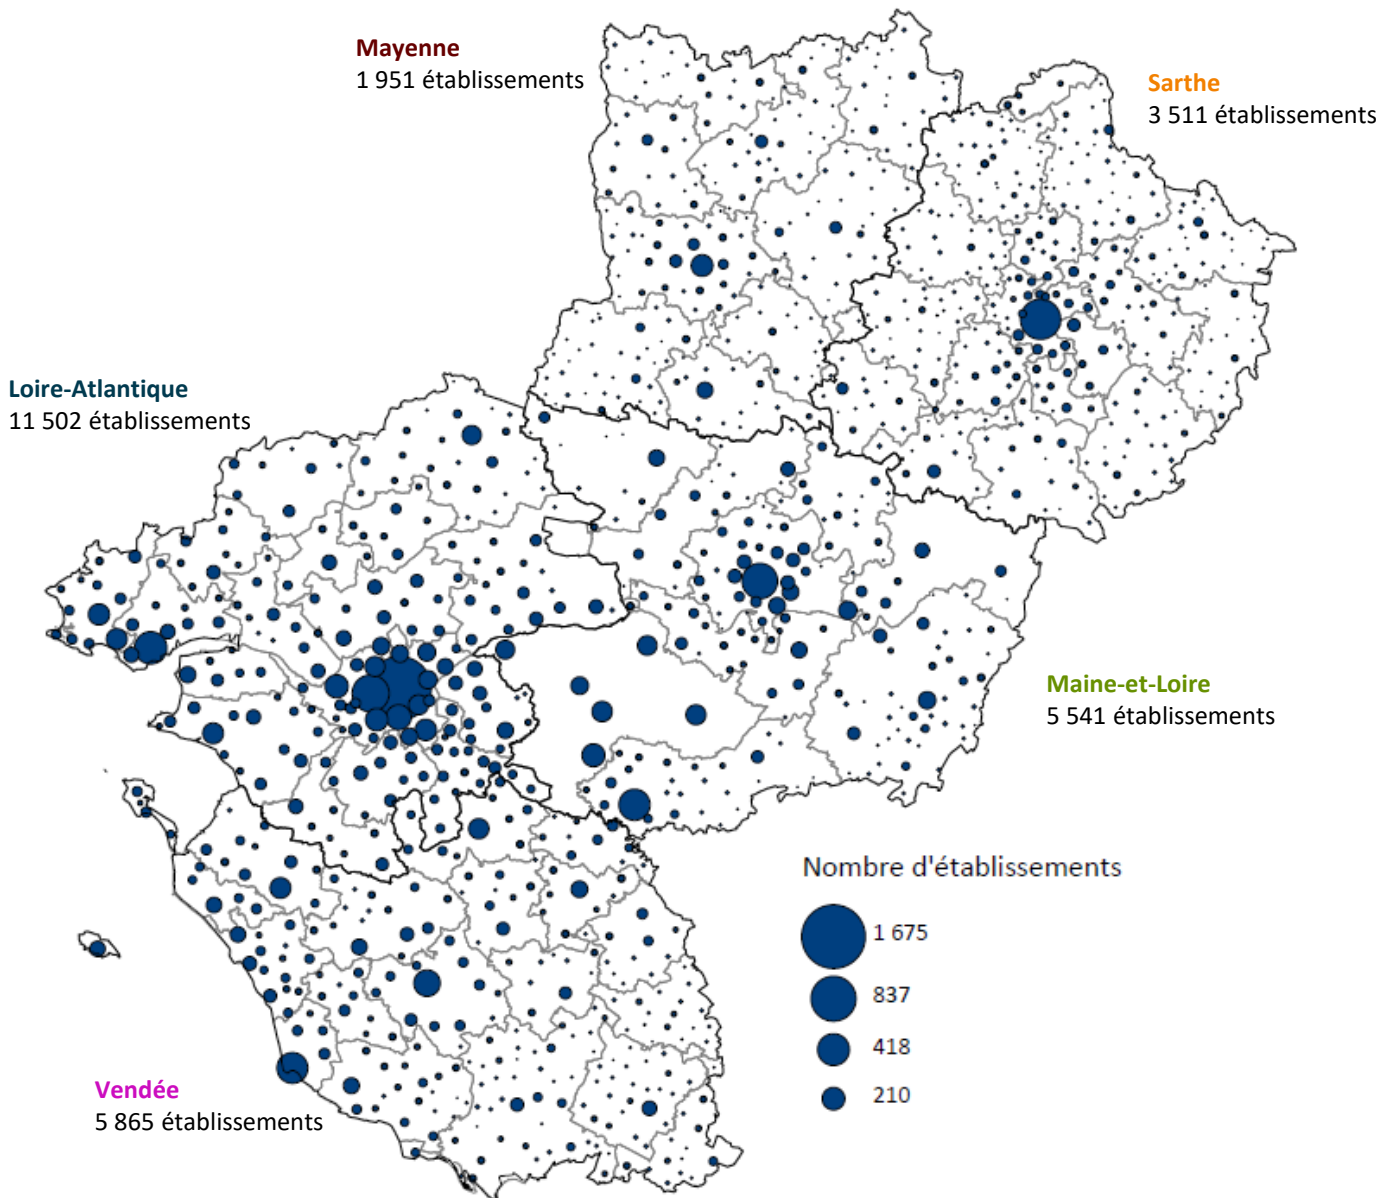 Mayenne
1 951 établissements
Sarthe
3 511 établissements
Loire-Atlantique
11 502 établissements
Maine-et-Loire
5 541 établissements
Nombre d'établissements
1 675
837
418
210
Vendée
5 865 établissements